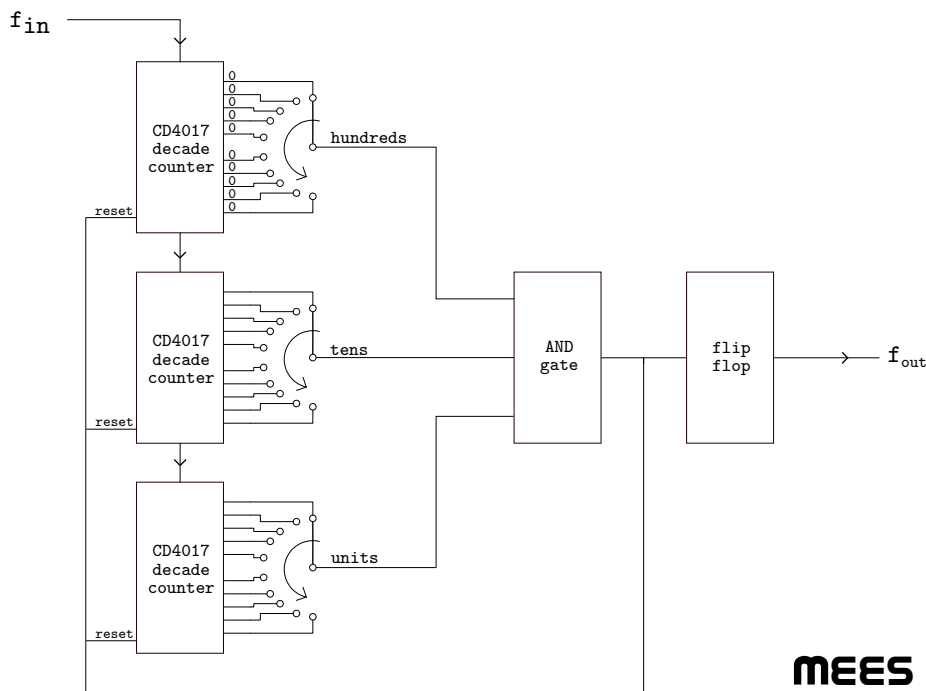 f_in
0
0
0
0
0
0
0
0
0
0
CD4017
decade
counter
hundreds
reset
CD4017
decade
counter
tens
reset
AND
gate
flip
flop
f_out
CD4017
decade
counter
units
reset
MEES